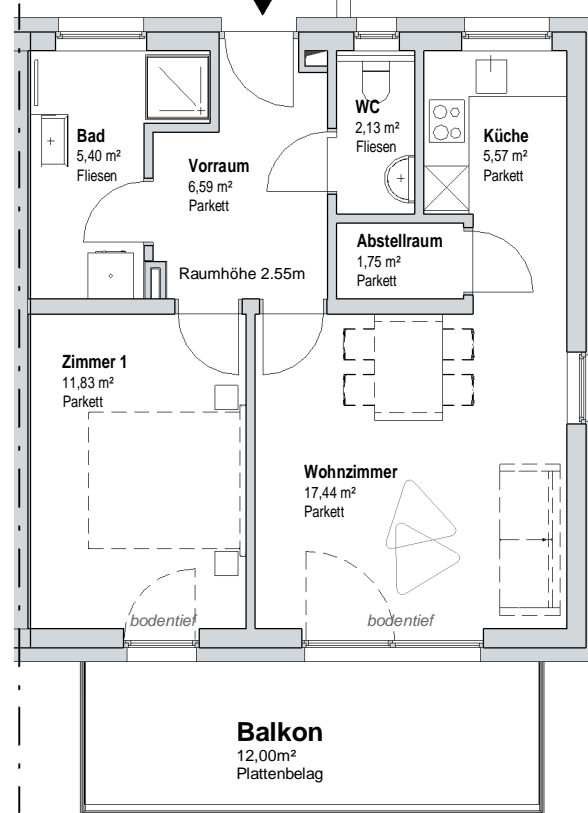 Bad
5,40 m²
Fliesen
Vorraum
6,59 m²
Parkett
WC
2,13 m²
Fliesen
Küche
5,57 m²
Parkett
Abstellraum
1,75 m²
Parkett
Raumhöhe 2.55m
Zimmer 1
11,83 m²
Parkett
Wohnzimmer
17,44 m²
Parkett
bodentief
bodentief
Balkon
12,00m²
Plattenbelag